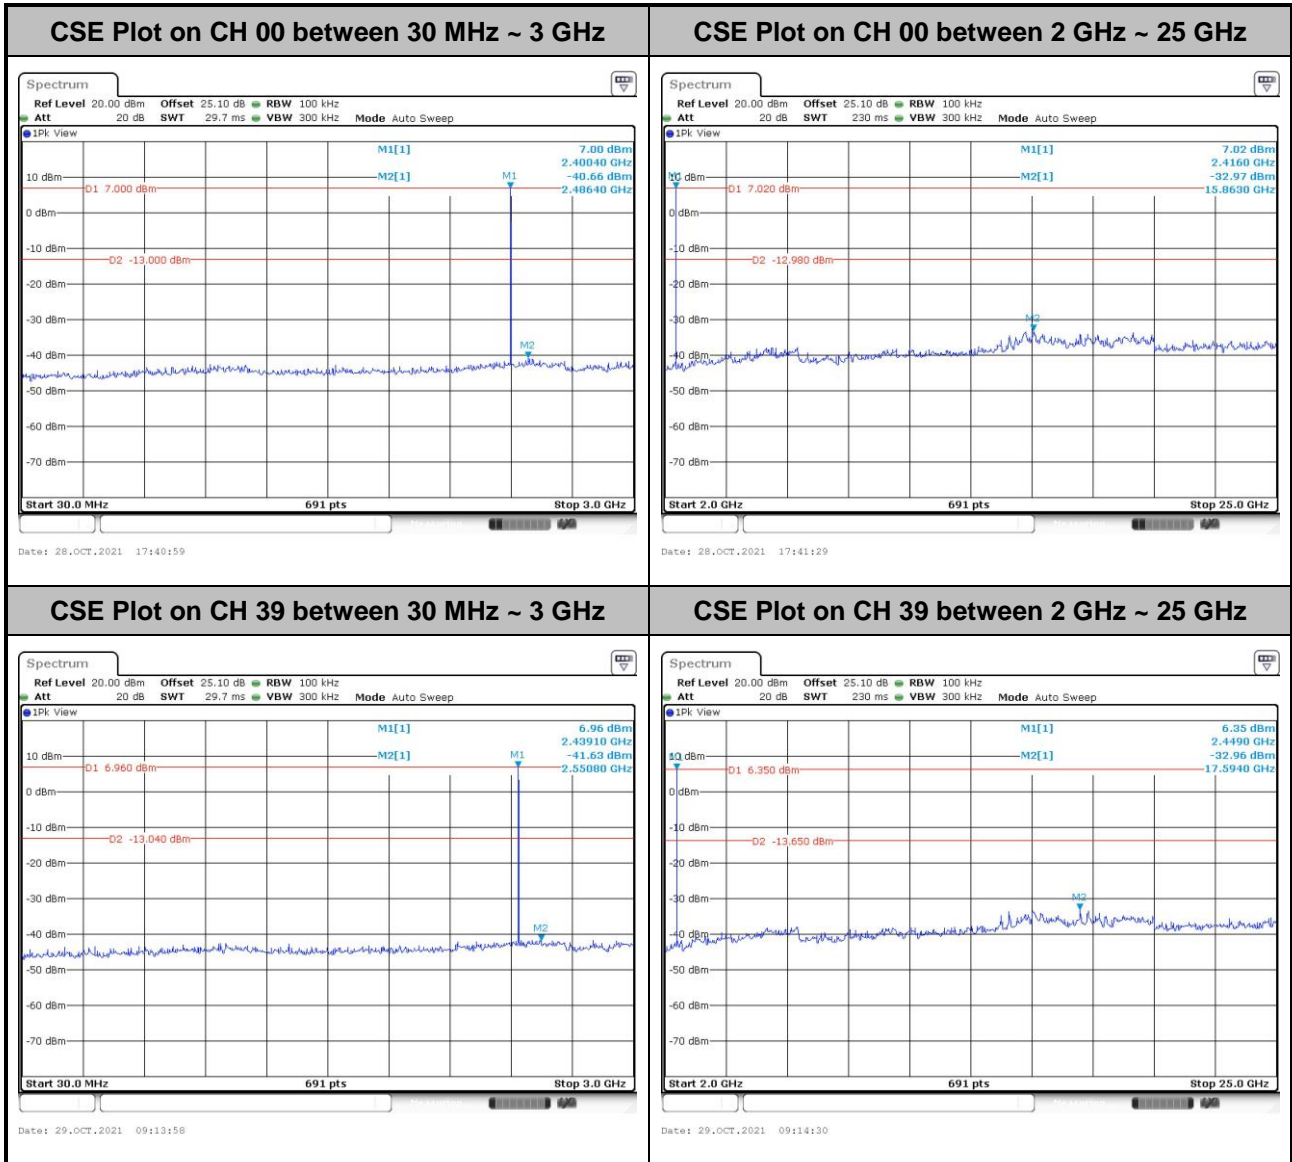 CSE Plot on CH 00 between 30 MHz ~ 3 GHz
Spectrum
Ref Level 20.00 dBm Offset 25.10 dB RBW 100 kHz
Att 20 dB SWT 29.7 ms VBW 300 kHz Mode Auto Sweep
1Pk View
M1[1] 7.00 dBm
2.40040 GHz
10 dBm M2[1] M1 -40.66 dBm
D1 7.000 dBm 2.48640 GHz
0 dBm
-10 dBm
D2 -13.000 dBm
-20 dBm
-30 dBm
M2
-40 dBm
-50 dBm
-60 dBm
-70 dBm
Start 30.0 MHz 691 pts Stop 3.0 GHz
Date: 28.OCT.2021 17:40:59
CSE Plot on CH 00 between 2 GHz ~ 25 GHz
Spectrum
Ref Level 20.00 dBm Offset 25.10 dB RBW 100 kHz
Att 20 dB SWT 230 ms VBW 300 kHz Mode Auto Sweep
1Pk View
M1[1] 7.02 dBm
2.4160 GHz
dBm M2[1] -32.97 dBm
D1 7.020 dBm 15.8630 GHz
0 dBm
-10 dBm
D2 -12.980 dBm
-20 dBm
-30 dBm
M2
-40 dBm
-50 dBm
-60 dBm
-70 dBm
Start 2.0 GHz 691 pts Stop 25.0 GHz
Date: 28.OCT.2021 17:41:29
CSE Plot on CH 39 between 30 MHz ~ 3 GHz
Spectrum
Ref Level 20.00 dBm Offset 25.10 dB RBW 100 kHz
Att 20 dB SWT 29.7 ms VBW 300 kHz Mode Auto Sweep
1Pk View
M1[1] 6.96 dBm
2.43910 GHz
10 dBm M2[1] M1 -41.63 dBm
D1 6.960 dBm 2.55080 GHz
0 dBm
-10 dBm
D2 -13.040 dBm
-20 dBm
-30 dBm
M2
-40 dBm
-50 dBm
-60 dBm
-70 dBm
Start 30.0 MHz 691 pts Stop 3.0 GHz
Date: 29.OCT.2021 09:13:58
CSE Plot on CH 39 between 2 GHz ~ 25 GHz
Spectrum
Ref Level 20.00 dBm Offset 25.10 dB RBW 100 kHz
Att 20 dB SWT 230 ms VBW 300 kHz Mode Auto Sweep
1Pk View
M1[1] 6.35 dBm
2.4490 GHz
dBm M2[1] -32.96 dBm
D1 6.350 dBm 17.5940 GHz
0 dBm
-10 dBm
D2 -13.650 dBm
-20 dBm
-30 dBm
M2
-40 dBm
-50 dBm
-60 dBm
-70 dBm
Start 2.0 GHz 691 pts Stop 25.0 GHz
Date: 29.OCT.2021 09:14:30